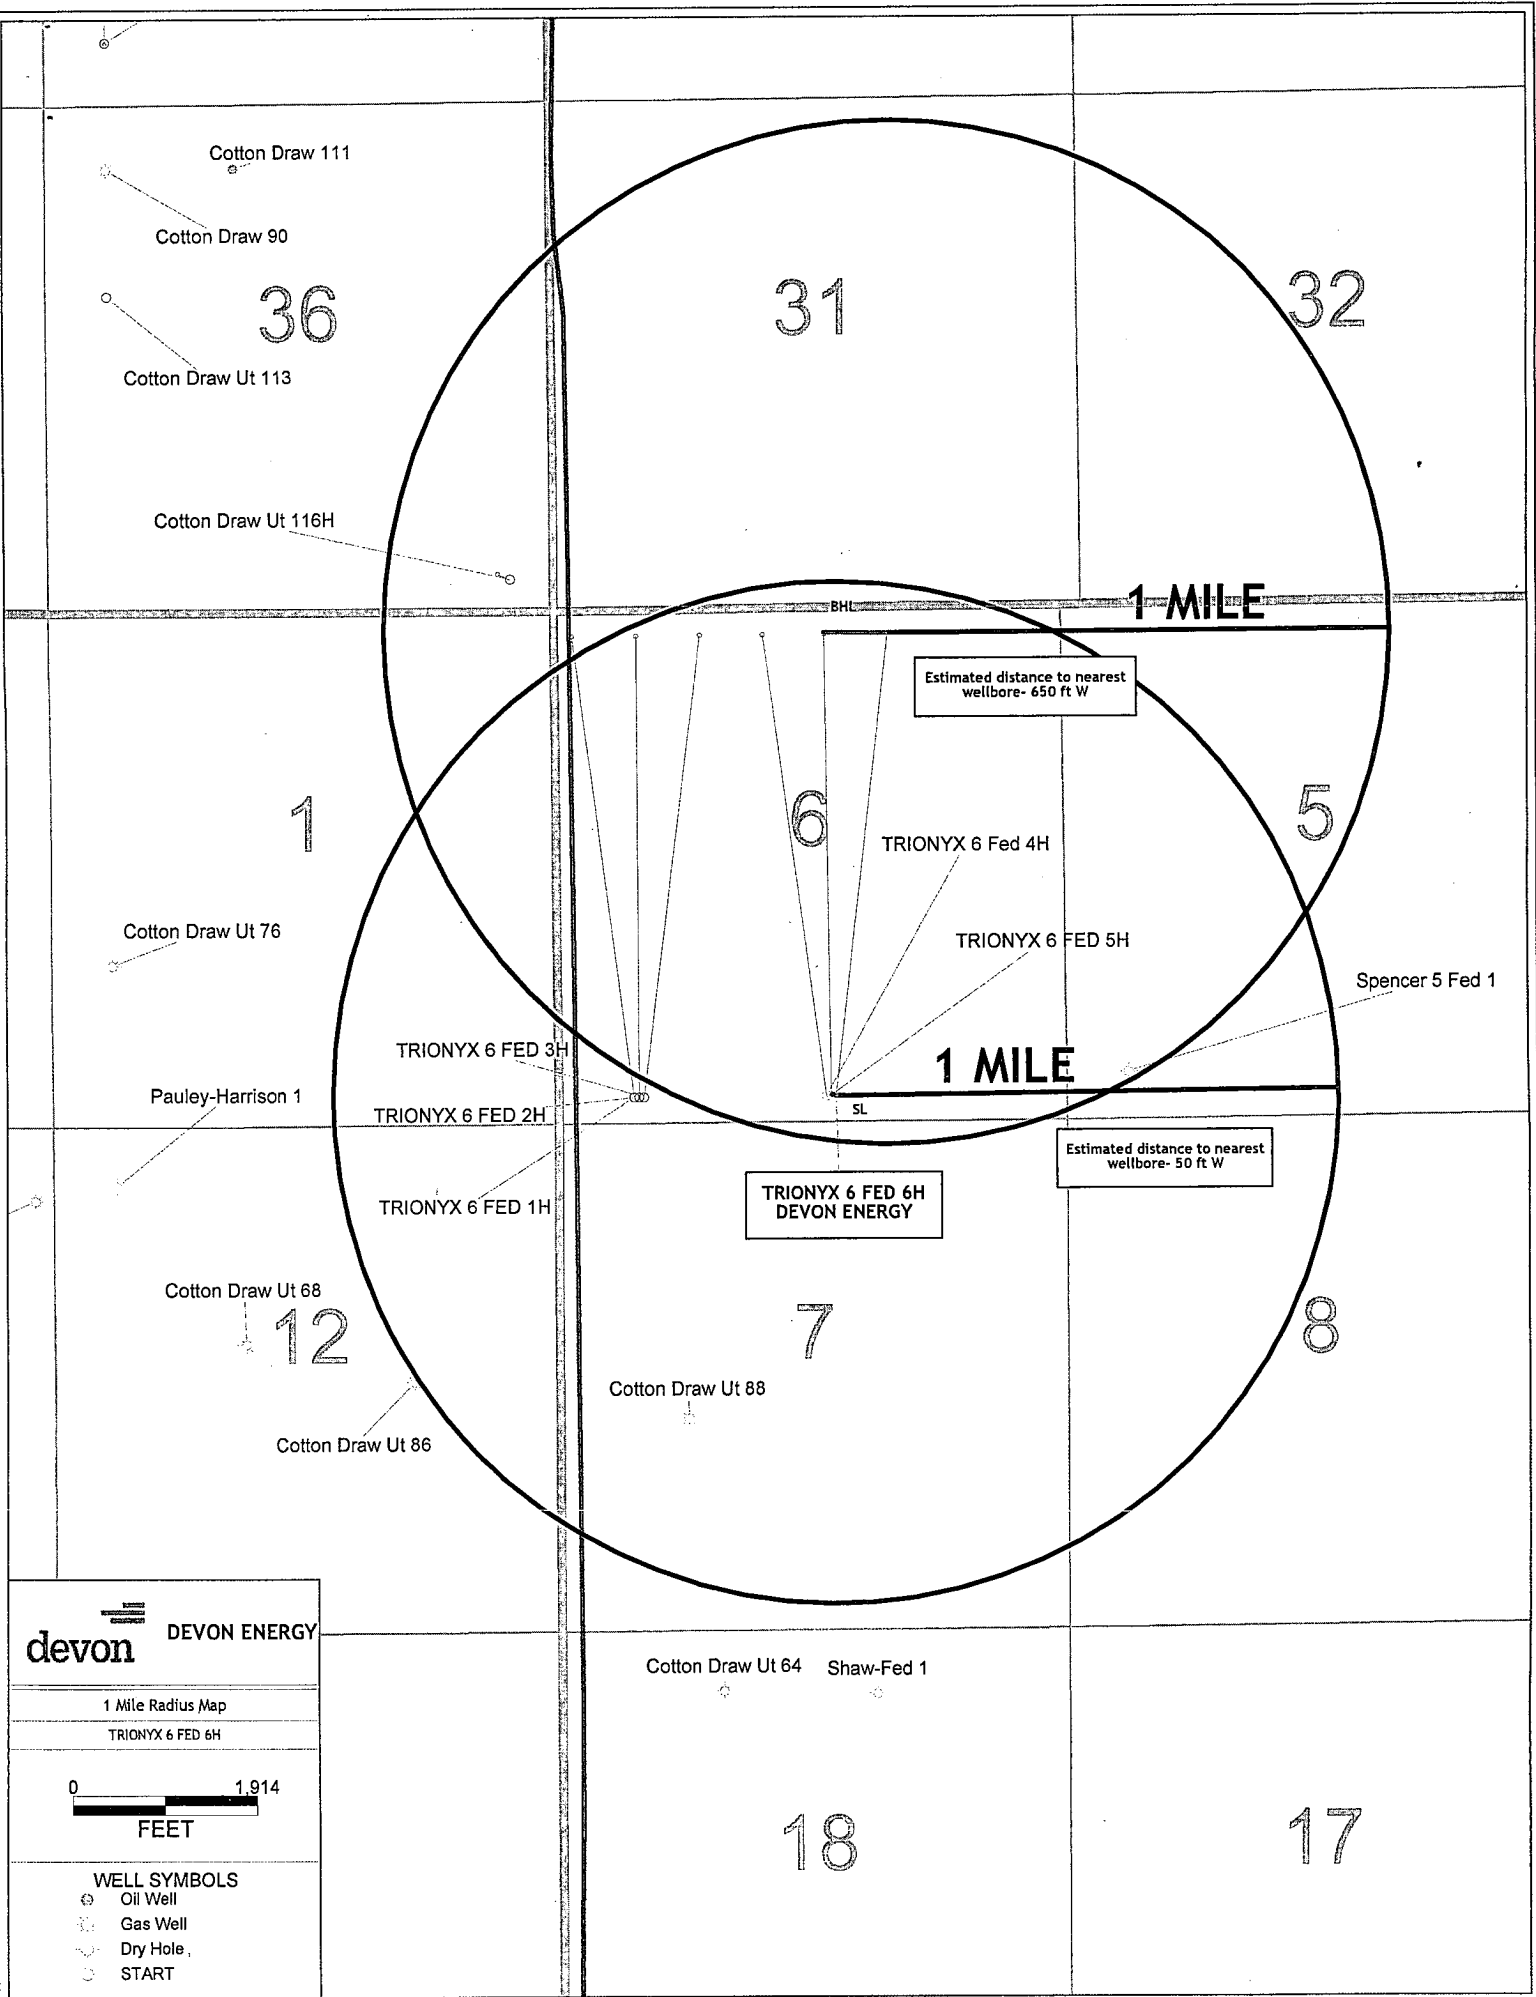 Cotton Draw 111
Cotton Draw 90
36
31
32
Cotton Draw Ut 113
Cotton Draw Ut 116H
BHL
1 MILE
Estimated distance to nearest
wellbore- 650 ft W
1
6
5
TRIONYX 6 Fed 4H
Cotton Draw Ut 76
TRIONYX 6 FED 5H
Spencer 5 Fed 1
TRIONYX 6 FED 3H
1 MILE
Pauley-Harrison 1
TRIONYX 6 FED 2H
SL
Estimated distance to nearest
wellbore- 50 ft W
TRIONYX 6 FED 1H
TRIONYX 6 FED 6H
DEVON ENERGY
Cotton Draw Ut 68
12
7
8
Cotton Draw Ut 88
Cotton Draw Ut 86
devon
DEVON ENERGY
Cotton Draw Ut 64
Shaw-Fed 1
1 Mile Radius Map
TRIONYX 6 FED 6H
0 1,914
FEET
18
17
WELL SYMBOLS
Oil Well
Gas Well
Dry Hole
START